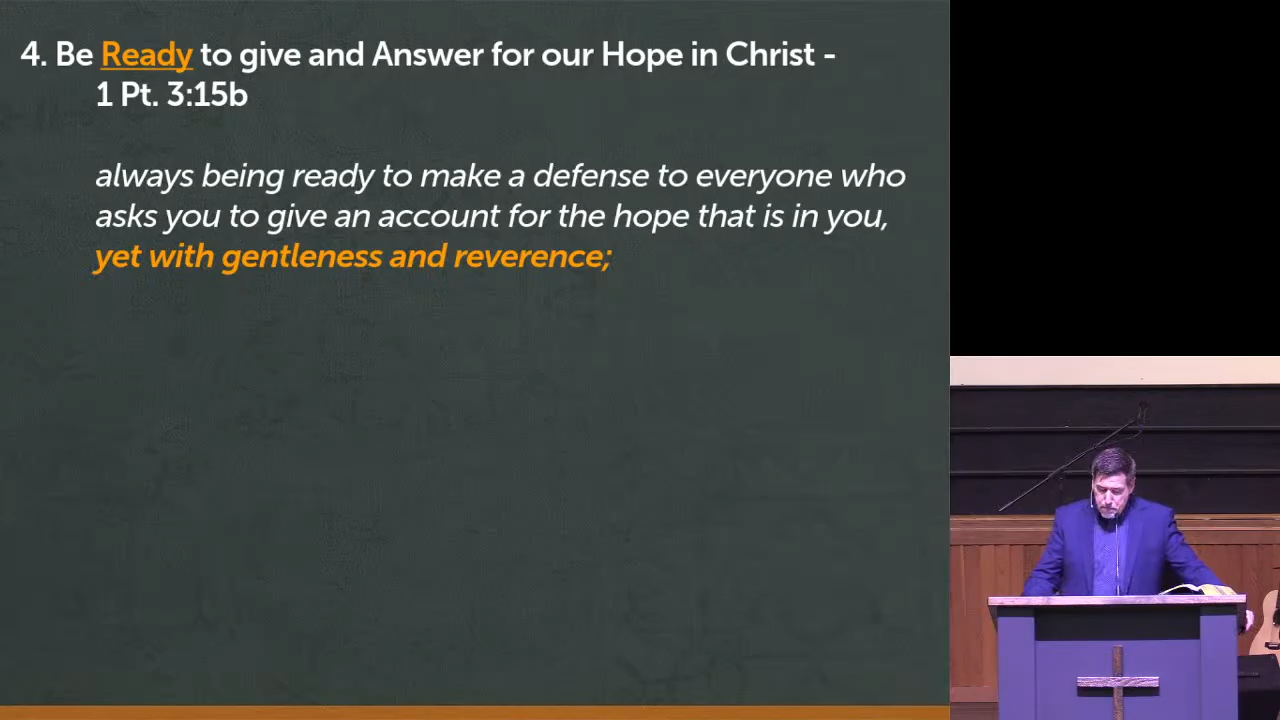 4. Be Ready to give and Answer for our Hope in Christ -
1 Pt. 3:15b
always being ready to make a defense to everyone who
asks you to give an account for the hope that is in you,
yet with gentleness and reverence;